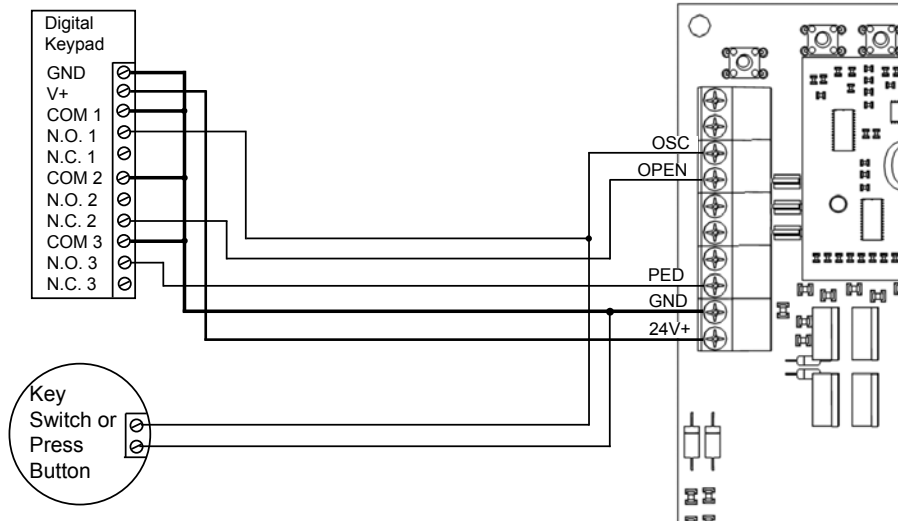 Digital
Keypad
GND
V+
COM 1
N.O. 1
N.C. 1
COM 2
N.O. 2
N.C. 2
COM 3
N.O. 3
N.C. 3
OSC
OPEN
PED
GND
24V+
Key
Switch or
Press
Button